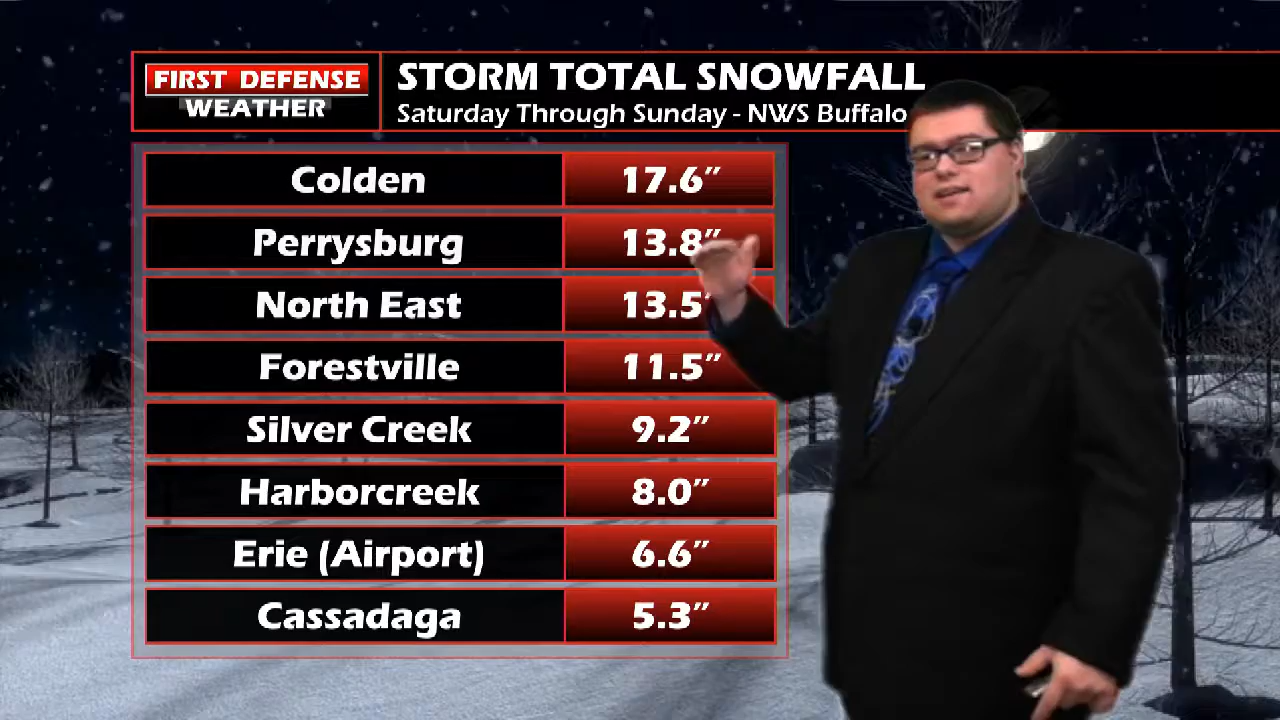 FIRST DEFENSE
WEATHER
STORM TOTAL SNOWFALL
Saturday Through Sunday - NWS Buffalo
Colden 17.6”
Perrysburg 13.8”
North East 13.5”
Forestville 11.5”
Silver Creek 9.2”
Harborcreek 8.0”
Erie (Airport) 6.6”
Cassadaga 5.3”